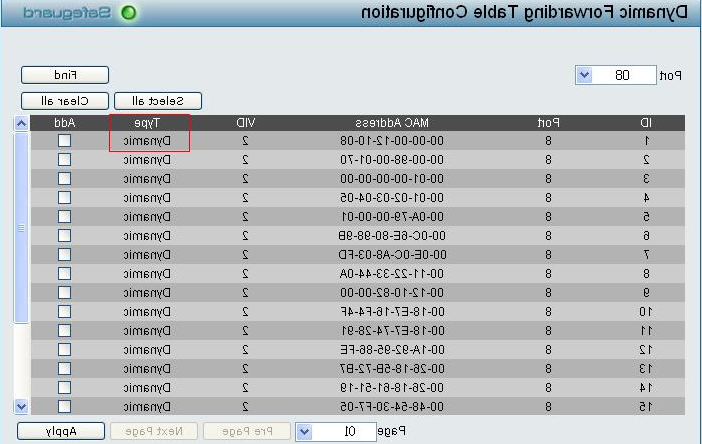 Dynamic Forwarding Table Configuration
Safeguard
Port 08 Find
Select all Clear all
ID Port MAC Address VID Type Add
1 8 00-00-00-12-10-08 2 Dynamic
2 8 00-00-98-00-01-70 2 Dynamic
3 8 00-01-00-00-00-00 2 Dynamic
4 8 00-01-02-03-04-05 2 Dynamic
5 8 00-0A-79-00-00-01 2 Dynamic
6 8 00-0C-6E-80-98-9B 2 Dynamic
7 8 00-0E-0C-A8-03-FD 2 Dynamic
8 8 00-11-22-33-44-0A 2 Dynamic
9 8 00-12-10-82-00-00 2 Dynamic
10 8 00-18-E7-16-F4-4F 2 Dynamic
11 8 00-18-E7-74-28-91 2 Dynamic
12 8 00-1A-92-95-86-FE 2 Dynamic
13 8 00-26-18-5B-72-B7 2 Dynamic
14 8 00-26-18-61-51-19 2 Dynamic
15 8 00-48-54-30-F7-05 2 Dynamic
Page 01 Pre Page Next Page Apply